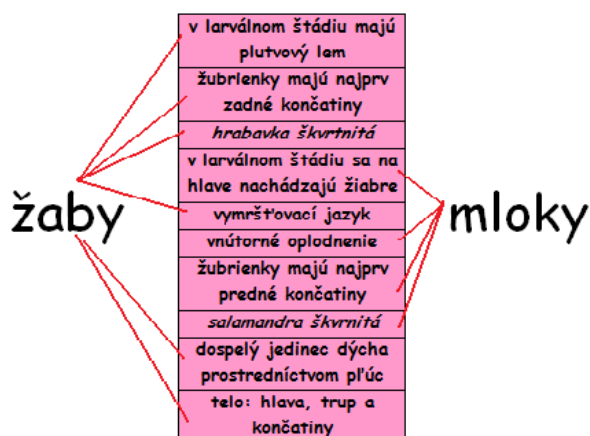 v larválnom štádiu majú
plutvový lem
žubrienky majú najprv
zadné končatiny
hrabavka škvrtnitá
v larválnom štádiu sa na
hlave nachádzajú žiabre
žaby
mloky
vymršťovací jazyk
vnútorné oplodnenie
žubrienky majú najprv
predné končatiny
salamandra škvrnitá
dospelý jedinec dýcha
prostredníctvom pľúc
telo: hlava, trup a
končatiny